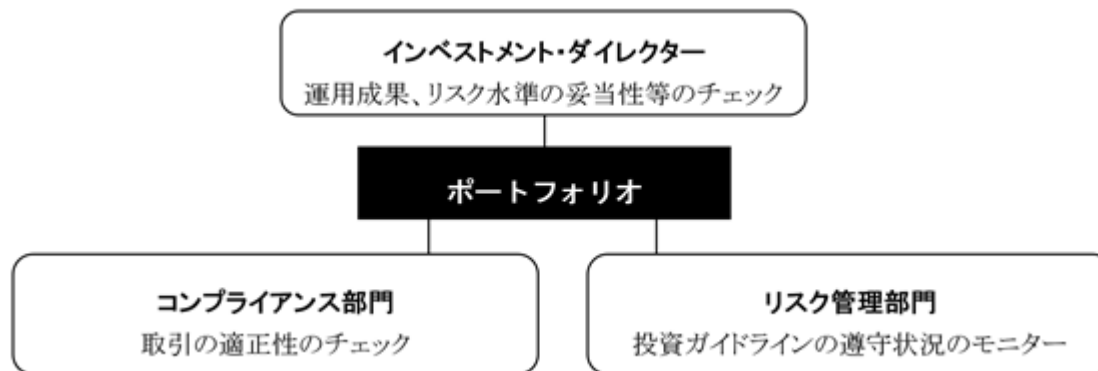 インベストメント・ダイレクター
運用成果、リスク水準の妥当性等のチェック
ポートフォリオ
コンプライアンス部門
取引の適正性のチェック
リスク管理部門
投資ガイドラインの遵守状況のモニター